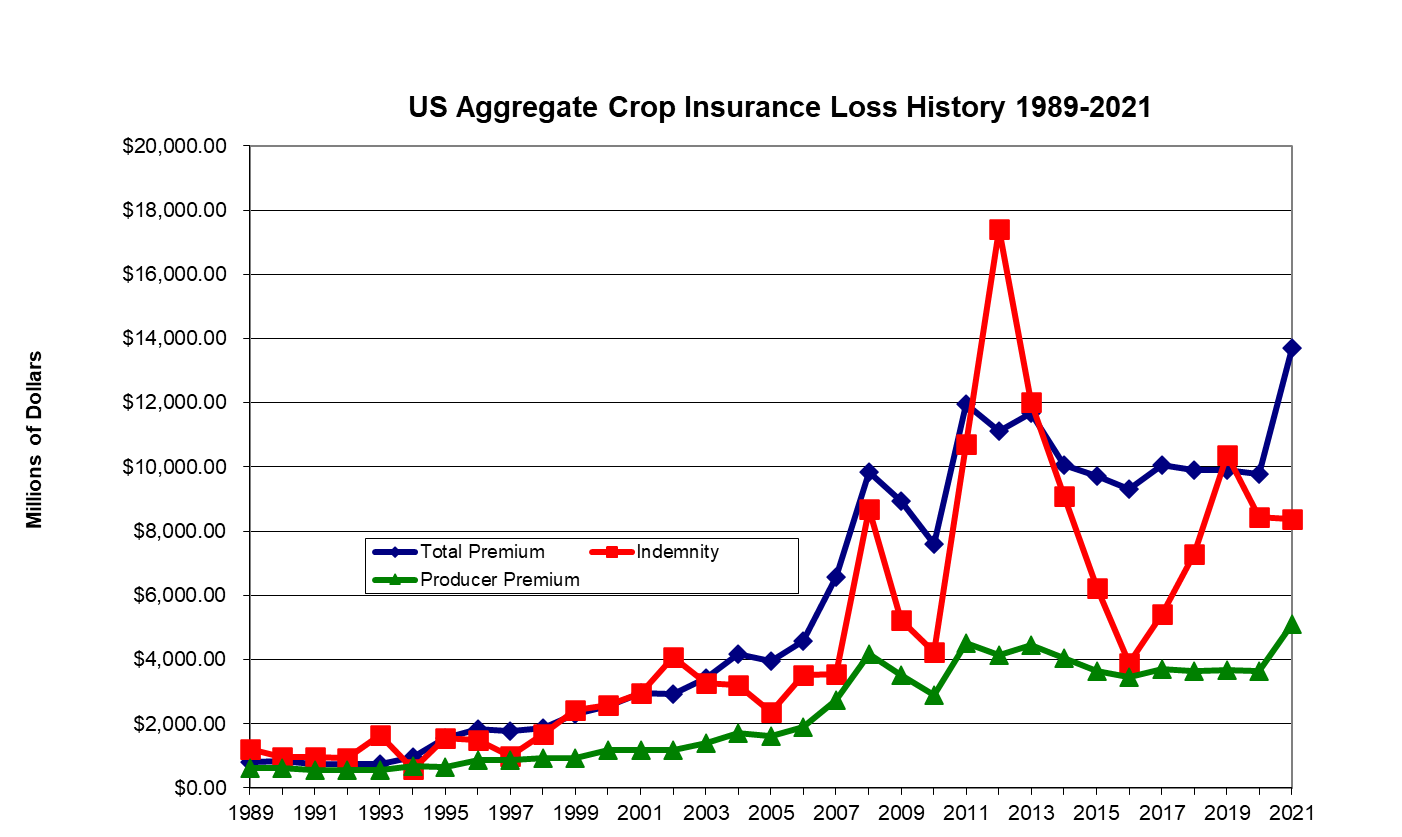 US Aggregate Crop Insurance Loss History 1989-2021
Millions of Dollars
$20,000.00
$18,000.00
$16,000.00
$14,000.00
$12,000.00
$10,000.00
$8,000.00
$6,000.00
$4,000.00
$2,000.00
$0.00
Total Premium Indemnity
Producer Premium
1989 1991 1993 1995 1997 1999 2001 2003 2005 2007 2009 2011 2013 2015 2017 2019 2021